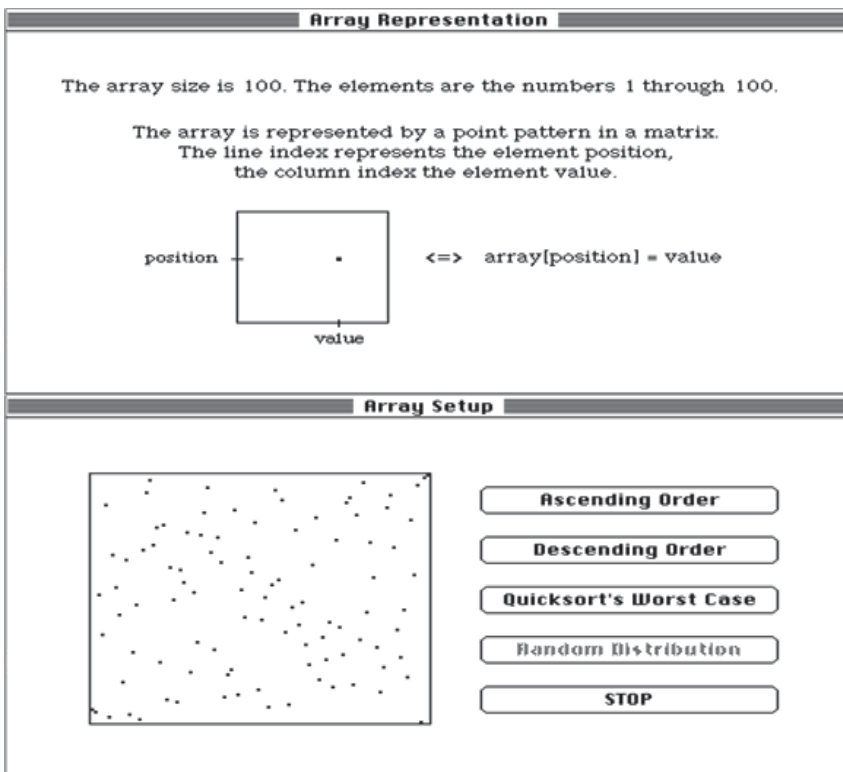 Array Representation
The array size is 100. The elements are the numbers 1 through 100.
The array is represented by a point pattern in a matrix.
The line index represents the element position,
the column index the element value.
position
<=> array[position] = value
value
Array Setup
Ascending Order
Descending Order
Quicksort's Worst Case
Random Distribution
STOP